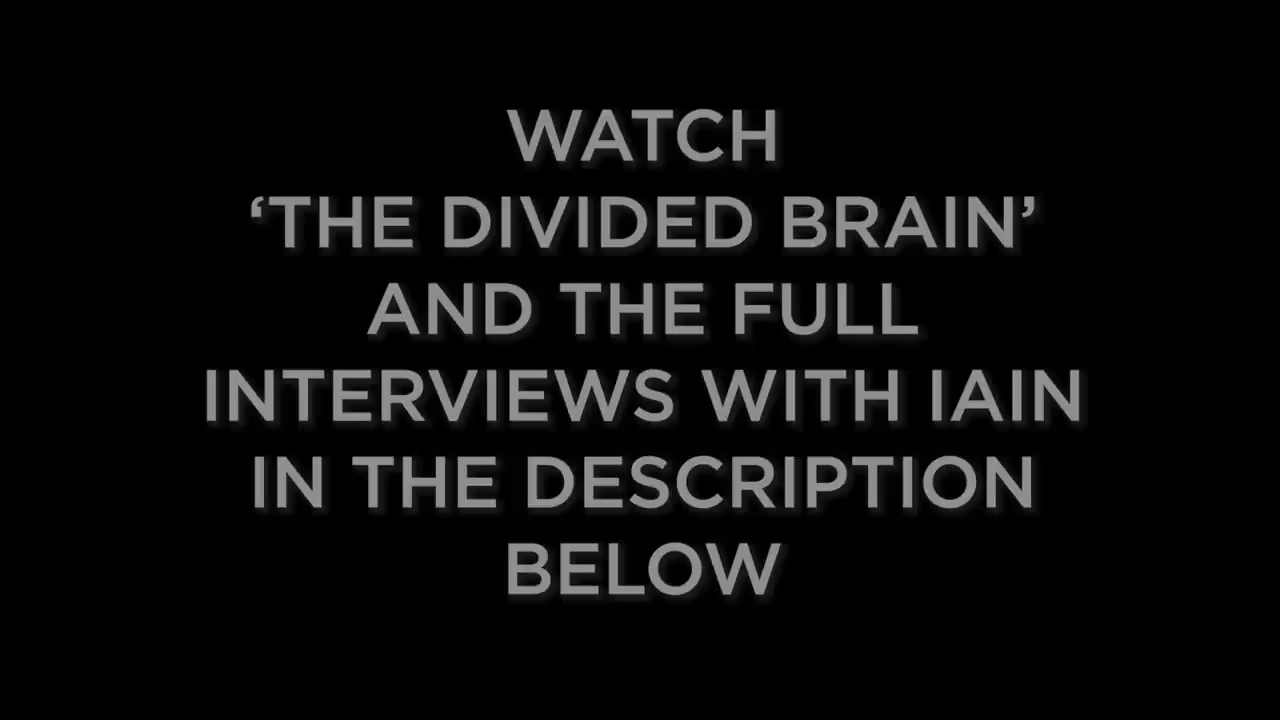 WATCH
‘THE DIVIDED BRAIN’
AND THE FULL
INTERVIEWS WITH IAIN
IN THE DESCRIPTION
BELOW